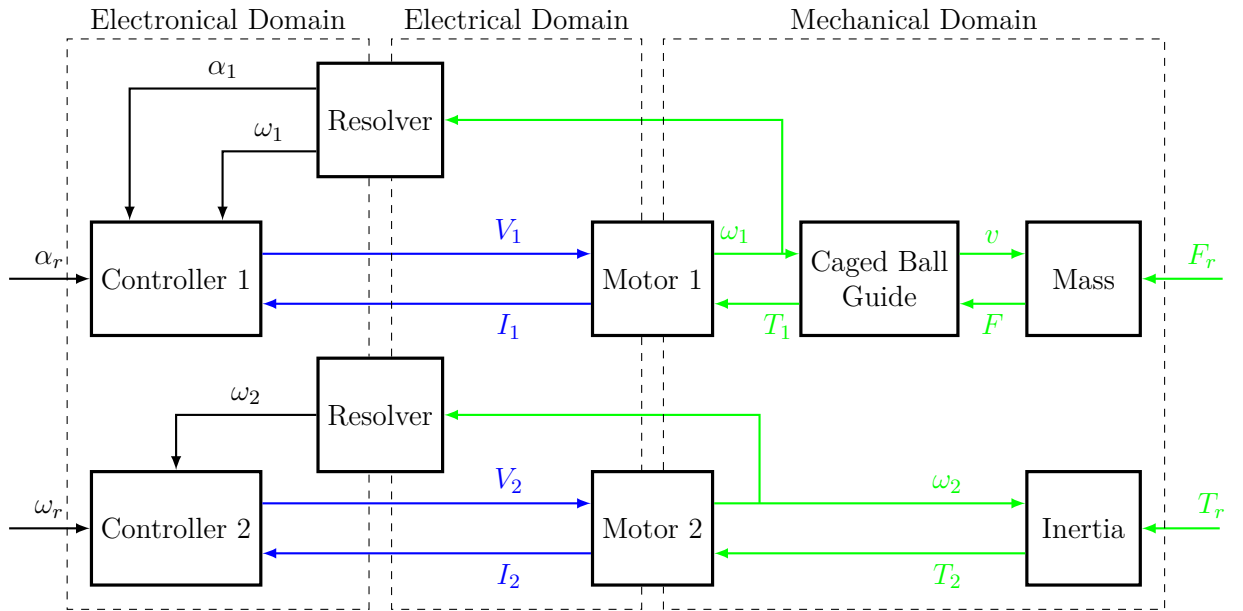 Electronical Domain
Electrical Domain
Mechanical Domain
α₁
Resolver
ω₁
V₁
ω₁
v
αᵣ
Controller 1
Motor 1
Caged Ball
Guide
Mass
Fᵣ
I₁
T₁
F
ω₂
Resolver
V₂
ω₂
ωᵣ
Controller 2
Motor 2
Inertia
Tᵣ
I₂
T₂